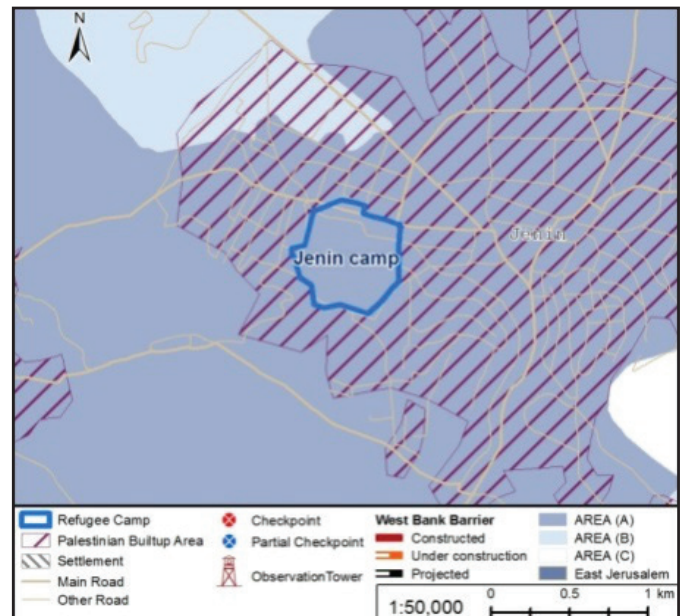 N
Jenin
Jenin camp
Refugee Camp
Palestinian Builtup Area
Settlement
Main Road
Other Road
Checkpoint
Partial Checkpoint
ObservationTower
West Bank Barrier
Constructed
Under construction
Projected
AREA (A)
AREA (B)
AREA (C)
East Jerusalem
1:50,000
0 0.5 1 km